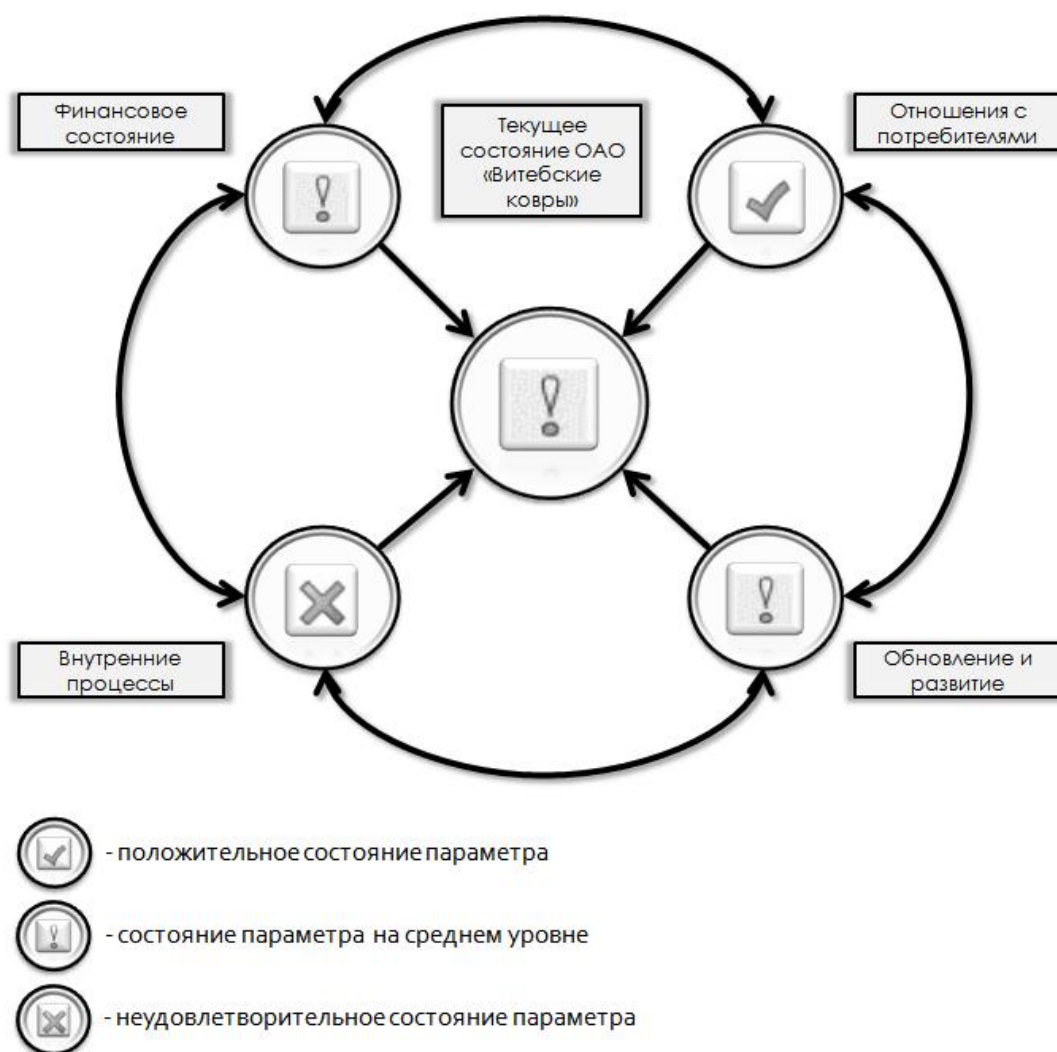 Финансовое
состояние
Текущее
состояние ОАО
«Витебские
ковры»
Отношения с
потребителями
Внутренние
процессы
Обновление и
развитие
- положительное состояние параметра
- состояние параметра на среднем уровне
- неудовлетворительное состояние параметра